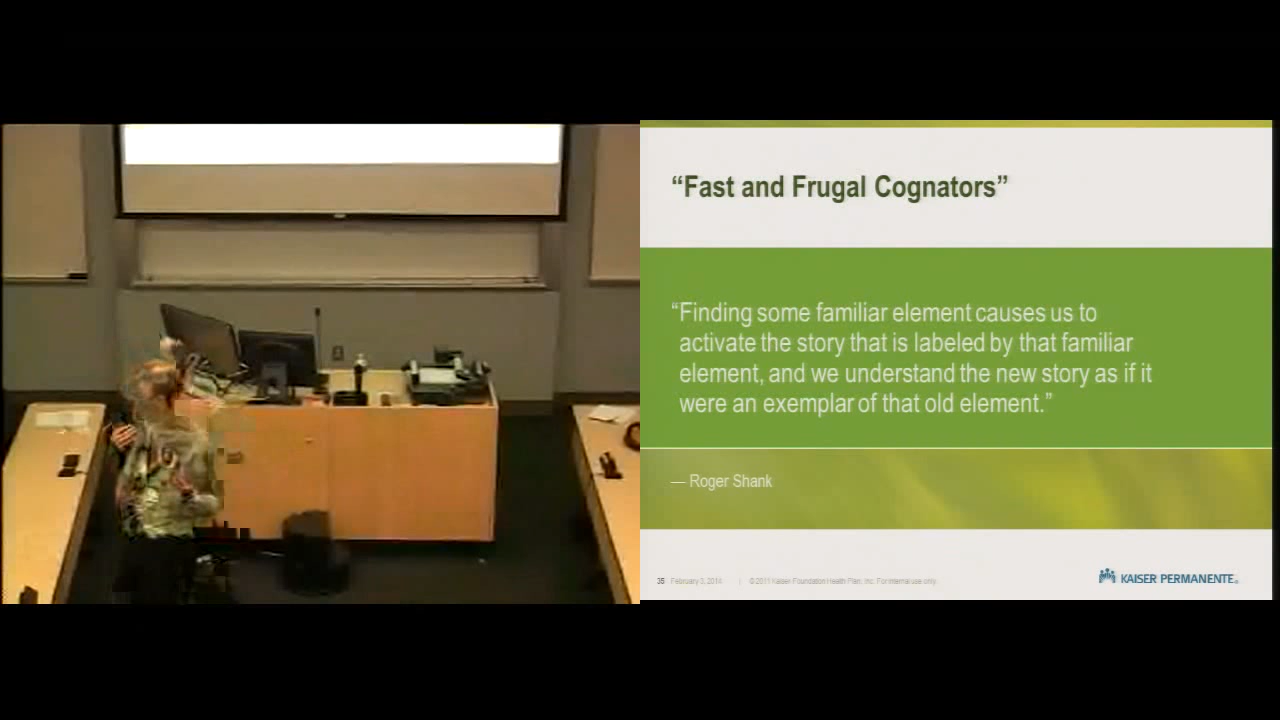 “Fast and Frugal Cognators”
“Finding some familiar element causes us to
activate the story that is labeled by that familiar
element, and we understand the new story as if it
were an exemplar of that old element.”
— Roger Shank
35 February 3, 2014 | © 2011 Kaiser Foundation Health Plan, Inc. For internal use only.
KAISER PERMANENTE®